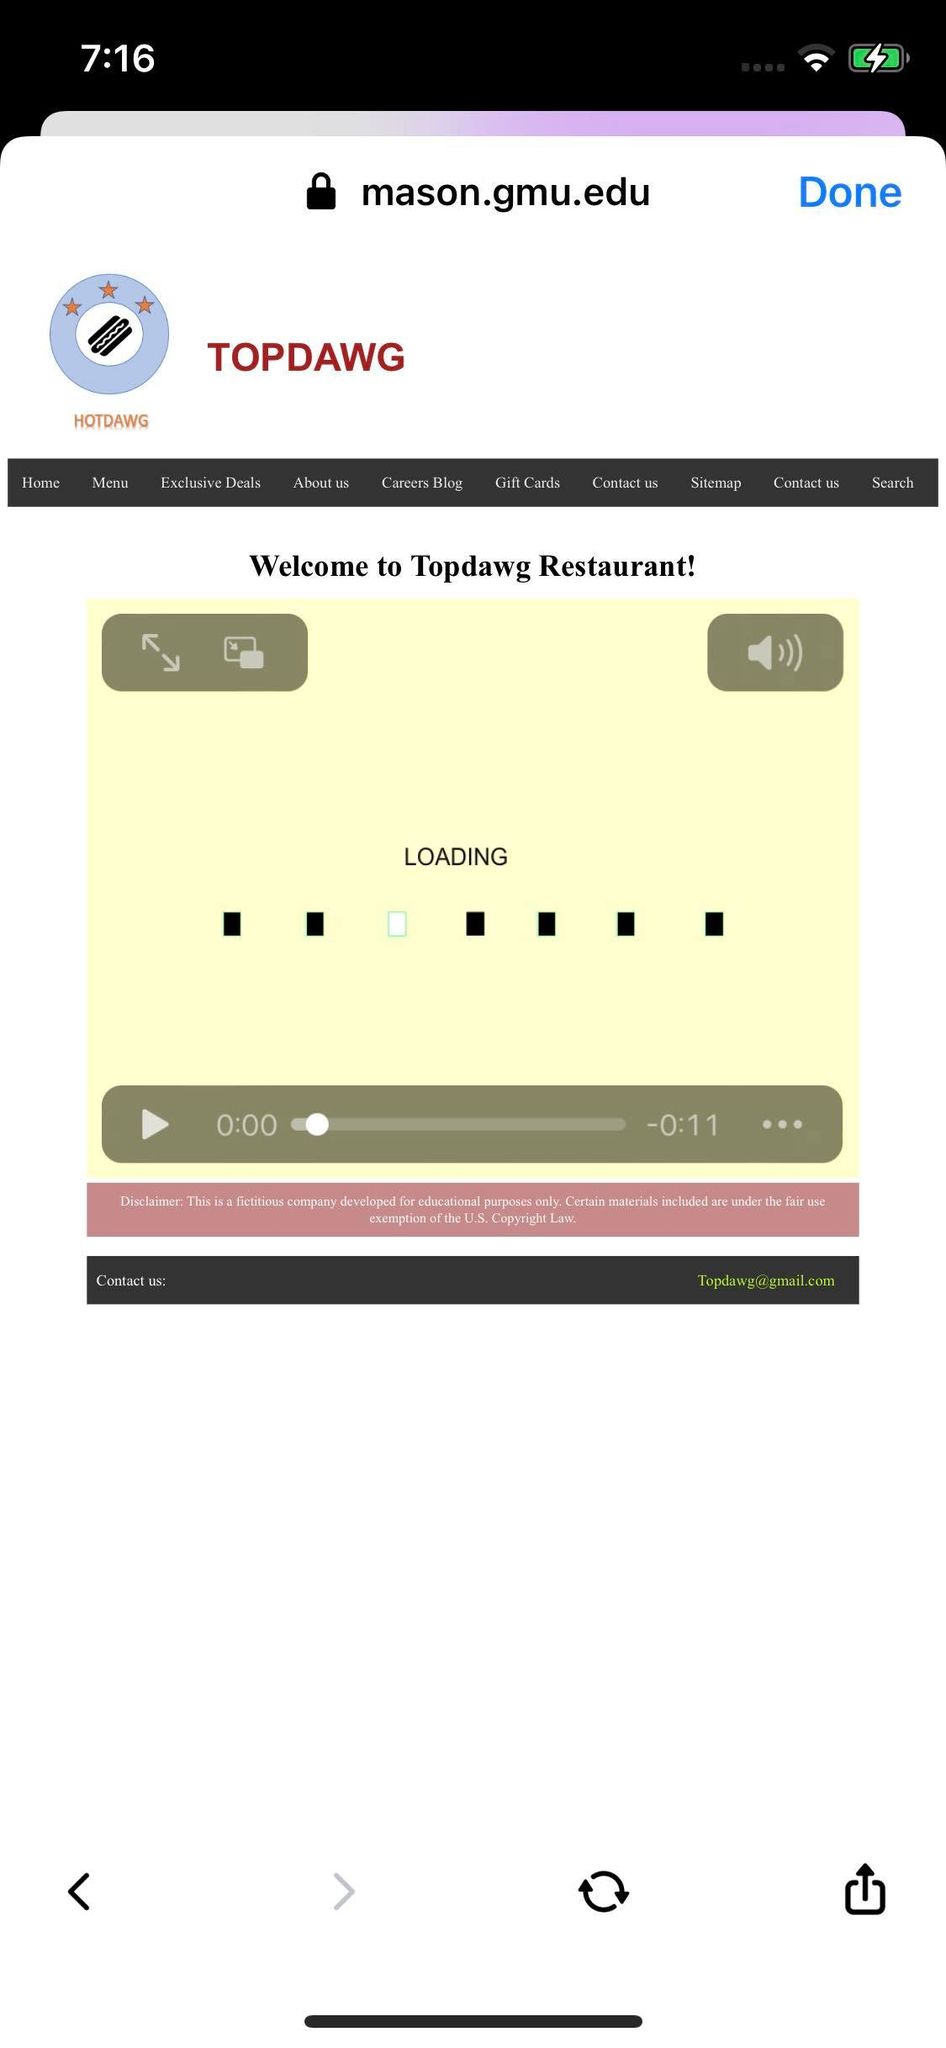 7:16
mason.gmu.edu Done
TOPDAWG
HOTDAWG
Home Menu Exclusive Deals About us Careers Blog Gift Cards Contact us Sitemap Contact us Search
Welcome to Topdawg Restaurant!
LOADING
0:00 -0:11
Disclaimer: This is a fictitious company developed for educational purposes only. Certain materials included are under the fair use
exemption of the U.S. Copyright Law.
Contact us: Topdawg@gmail.com